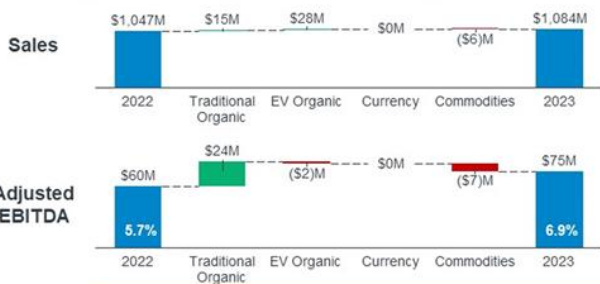 Sales
$1,047M $15M $28M $0M ($6)M $1,084M
2022 Traditional Organic EV Organic Currency Commodities 2023
Adjusted
EBITDA
$60M $24M ($2)M $0M ($7)M $75M
5.7% 6.9%
2022 Traditional Organic EV Organic Currency Commodities 2023